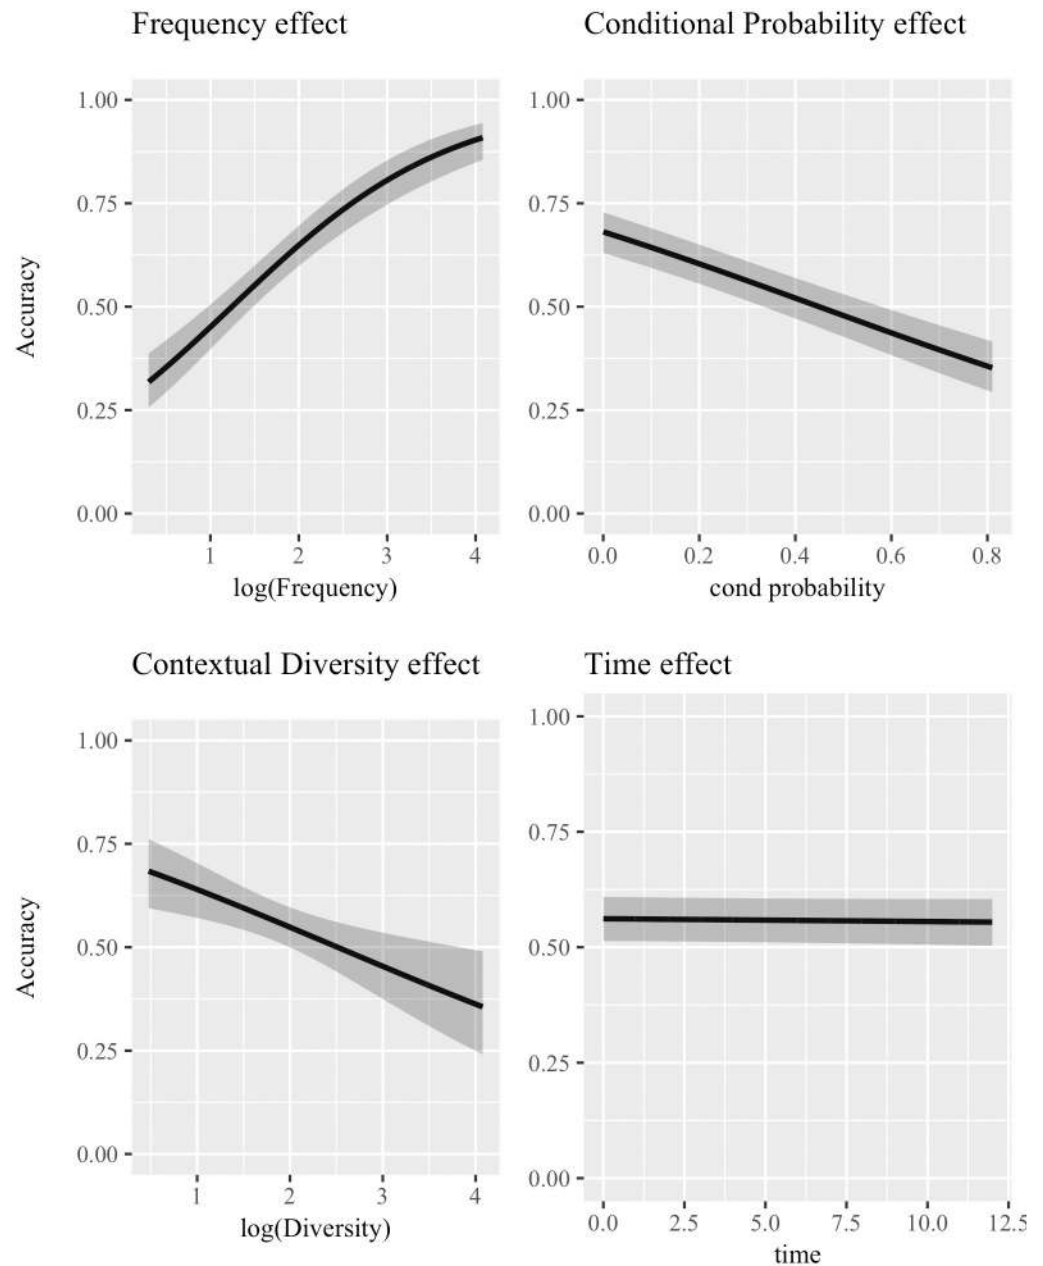 Frequency effect
Conditional Probability effect
Accuracy
1.00
0.75
0.50
0.25
0.00
1 2 3 4
log(Frequency)
1.00
0.75
0.50
0.25
0.00
0.0 0.2 0.4 0.6 0.8
cond probability
Contextual Diversity effect
Time effect
Accuracy
1.00
0.75
0.50
0.25
0.00
1 2 3 4
log(Diversity)
1.00
0.75
0.50
0.25
0.00
0.0 2.5 5.0 7.5 10.0 12.5
time